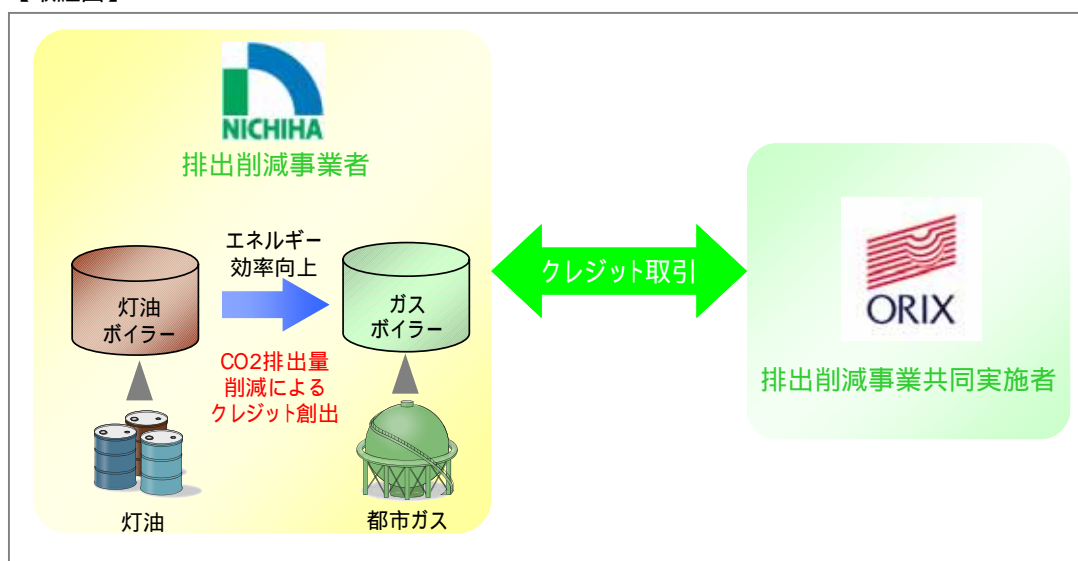 NICHIHA
排出削減事業者
エネルギー
効率向上
灯油
ボイラー
ガス
ボイラー
CO2排出量
削減による
クレジット創出
灯油
都市ガス
クレジット取引
ORIX
排出削減事業共同実施者